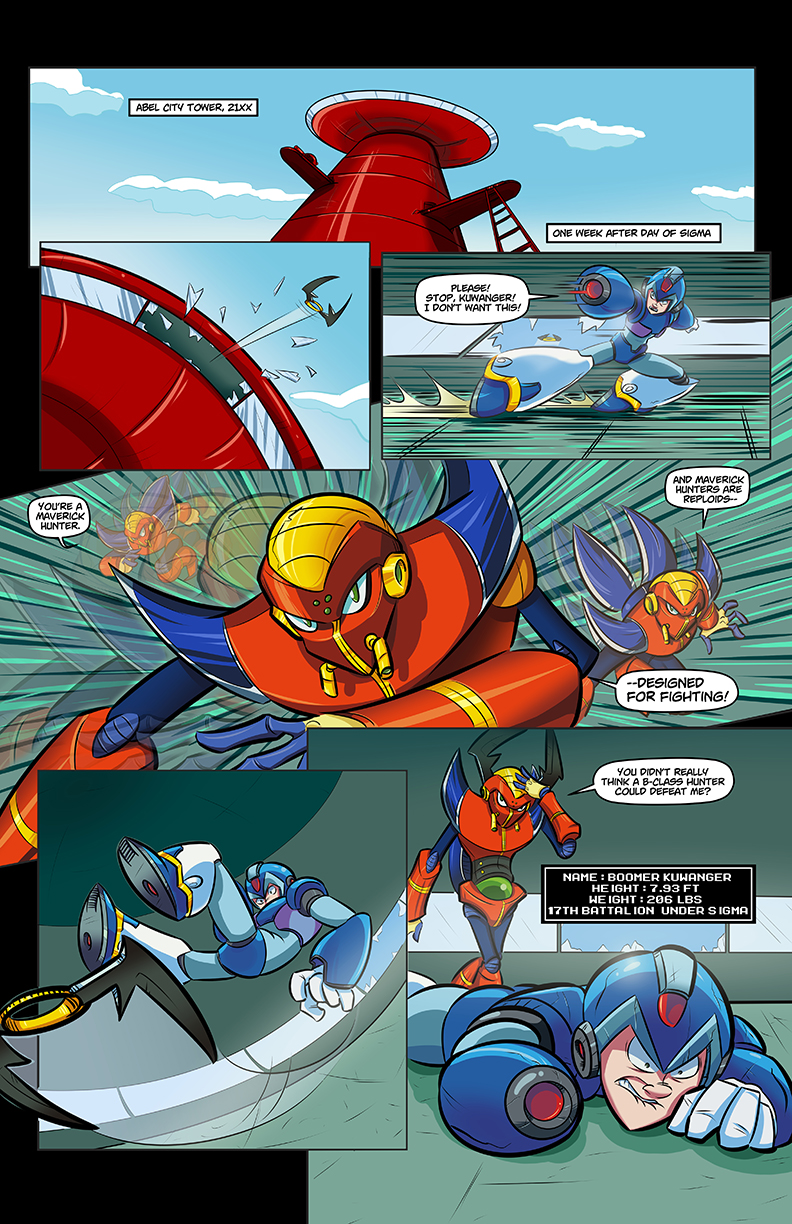 ABEL CITY TOWER, 21XX
ONE WEEK AFTER DAY OF SIGMA
PLEASE!
STOP, KUWANGER!
I DON'T WANT THIS!
YOU'RE A
MAVERICK
HUNTER.
AND MAVERICK
HUNTERS ARE
REPLOIDS--
--DESIGNED
FOR FIGHTING!
YOU DIDN'T REALLY
THINK A B-CLASS HUNTER
COULD DEFEAT ME?
NAME : BOOMER KUWANGER
HEIGHT : 7.93 FT
WEIGHT : 206 LBS
17TH BATTALION UNDER SIGMA